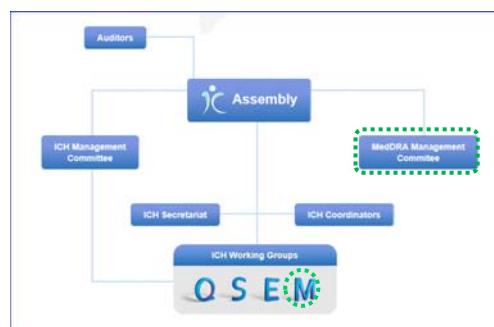 Auditors
Assembly
ICH Management
Committee
MedDRA Management
Commitee
ICH Secretariat
ICH Coordinators
ICH Working Groups
Q S E M